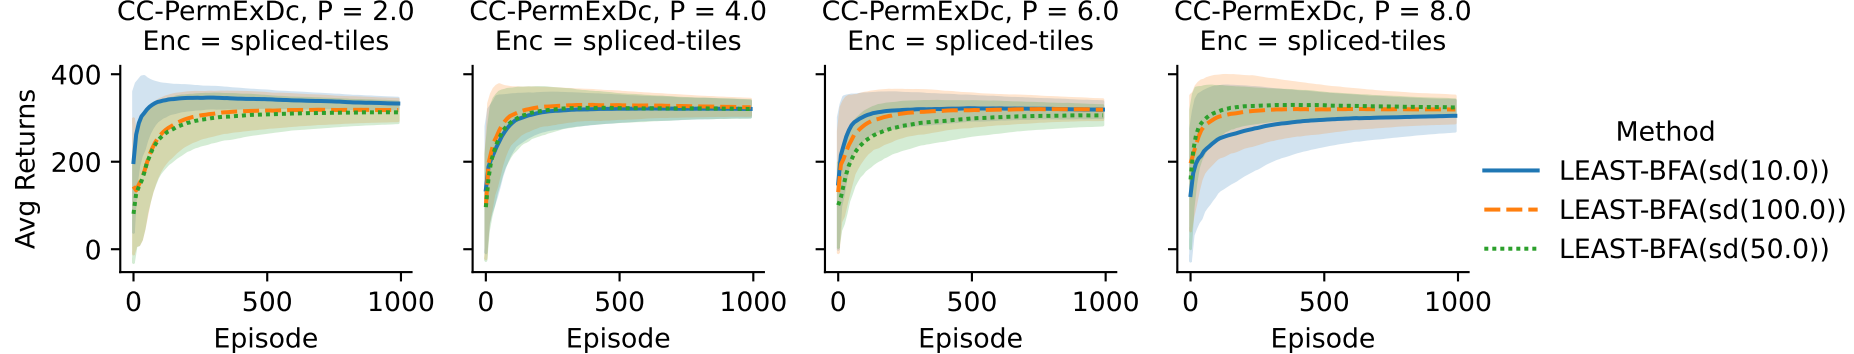 CC-PermExDc, P = 2.0
Enc = spliced-tiles
CC-PermExDc, P = 4.0
Enc = spliced-tiles
CC-PermExDc, P = 6.0
Enc = spliced-tiles
CC-PermExDc, P = 8.0
Enc = spliced-tiles
Avg Returns
400
200
0
0 500 1000
Episode
0 500 1000
Episode
0 500 1000
Episode
0 500 1000
Episode
Method
LEAST-BFA(sd(10.0))
LEAST-BFA(sd(100.0))
LEAST-BFA(sd(50.0))